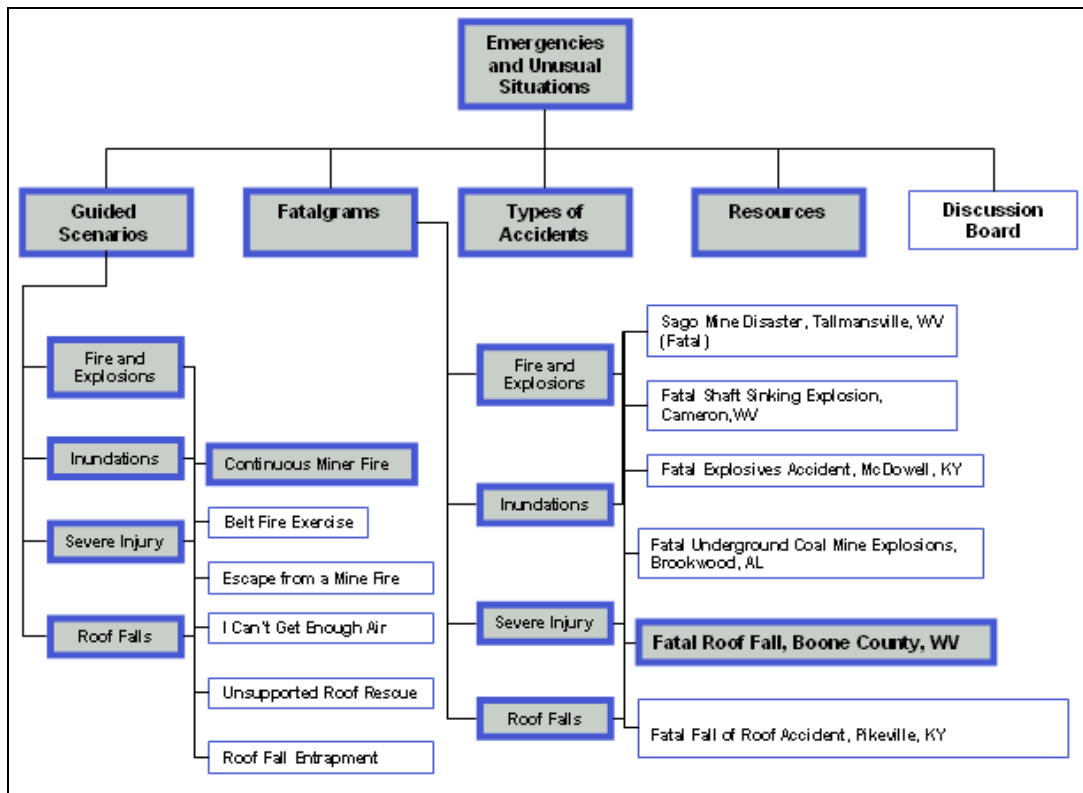 Emergencies
and Unusual
Situations
Guided
Scenarios
Fatalgrams
Types of
Accidents
Resources
Discussion
Board
Fire and
Explosions
Inundations
Severe Injury
Roof Falls
Continuous Miner Fire
Belt Fire Exercise
Escape from a Mine Fire
I Can't Get Enough Air
Unsupported Roof Rescue
Roof Fall Entrapment
Fire and
Explosions
Inundations
Severe Injury
Roof Falls
Sago Mine Disaster, Tallmansville, WV
(Fatal)
Fatal Shaft Sinking Explosion,
Cameron, WV
Fatal Explosives Accident, McDowell, KY
Fatal Underground Coal Mine Explosions,
Brookwood, AL
Fatal Roof Fall, Boone County, WV
Fatal Fall of Roof Accident, Pikeville, KY